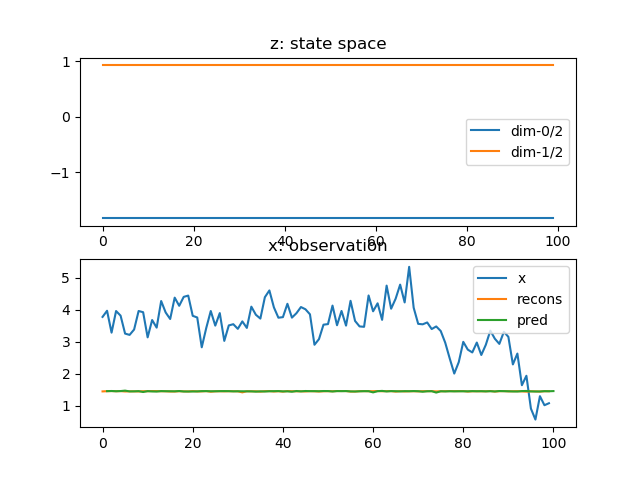 z: state space
1
0
−1
dim-0/2
dim-1/2
0 20 40 60 80 100
x: observation
5
4
3
2
1
x
recons
pred
0 20 40 60 80 100